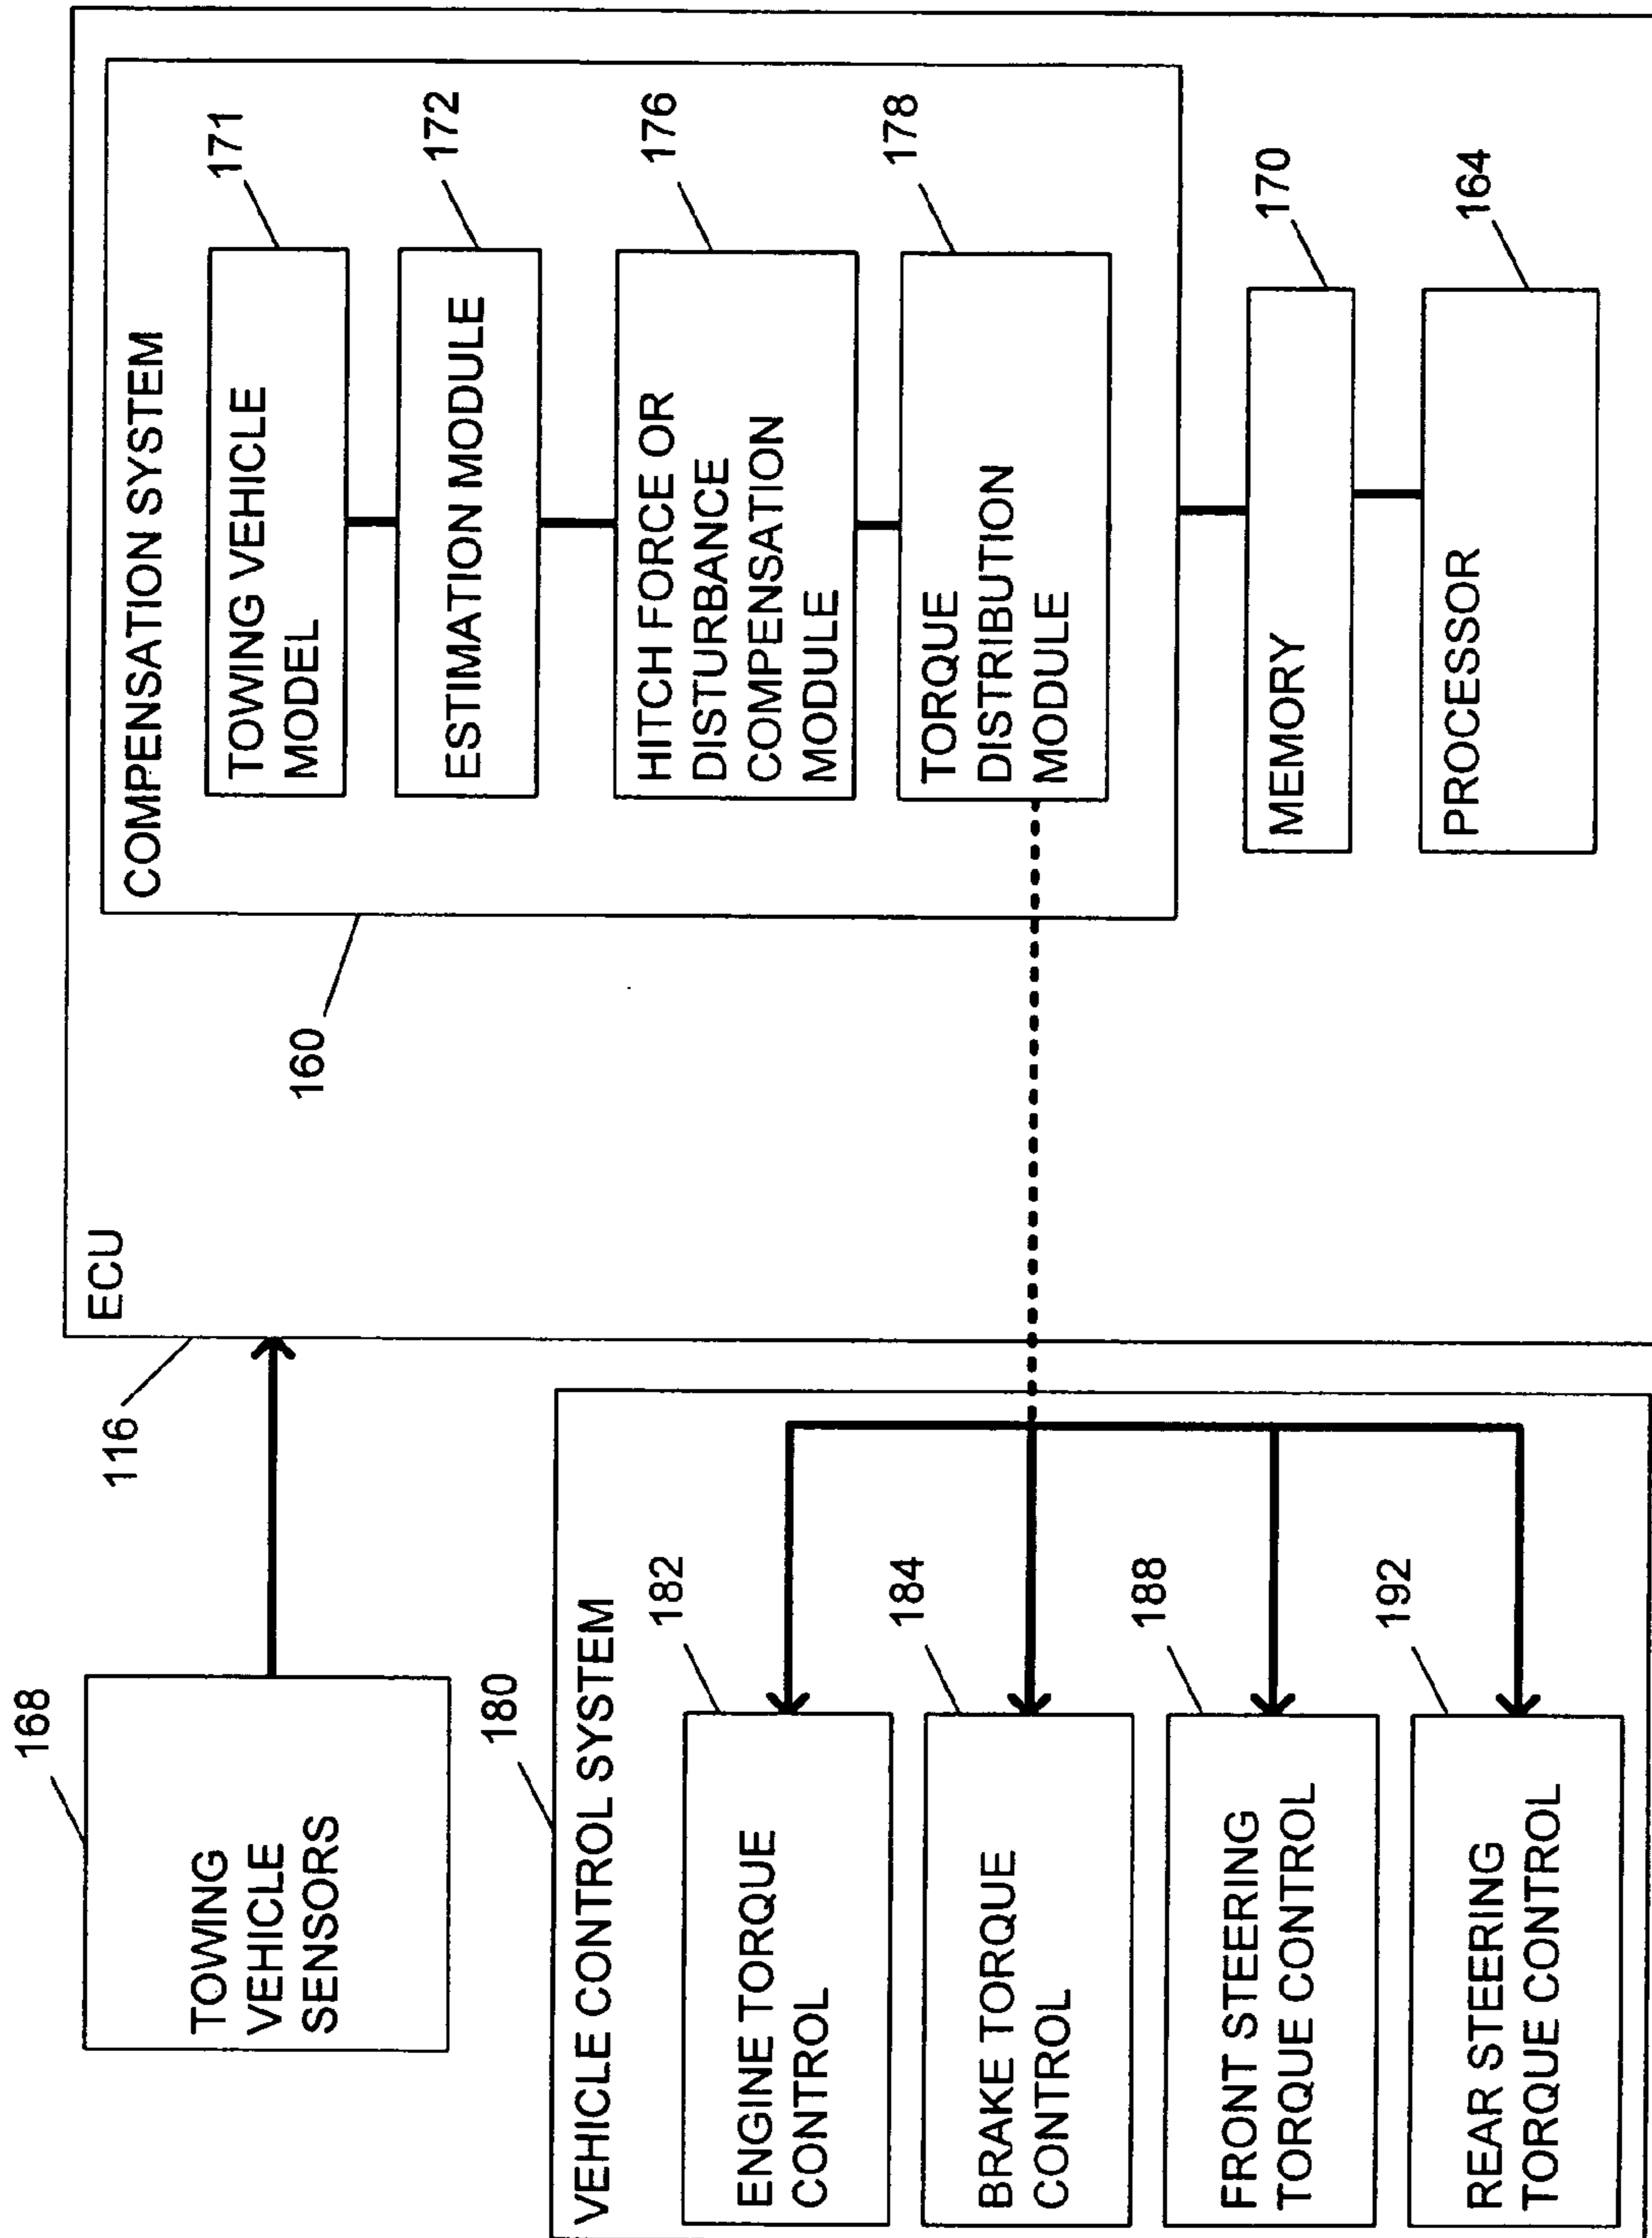 168
TOWING
VEHICLE
SENSORS
116
ECU
COMPENSATION SYSTEM
160
TOWING VEHICLE
MODEL
171
ESTIMATION MODULE
172
HITCH FORCE OR
DISTURBANCE
COMPENSATION
MODULE
176
TORQUE
DISTRIBUTION
MODULE
178
MEMORY
170
PROCESSOR
164
180
VEHICLE CONTROL SYSTEM
ENGINE TORQUE
CONTROL
182
BRAKE TORQUE
CONTROL
184
FRONT STEERING
TORQUE CONTROL
188
REAR STEERING
TORQUE CONTROL
192